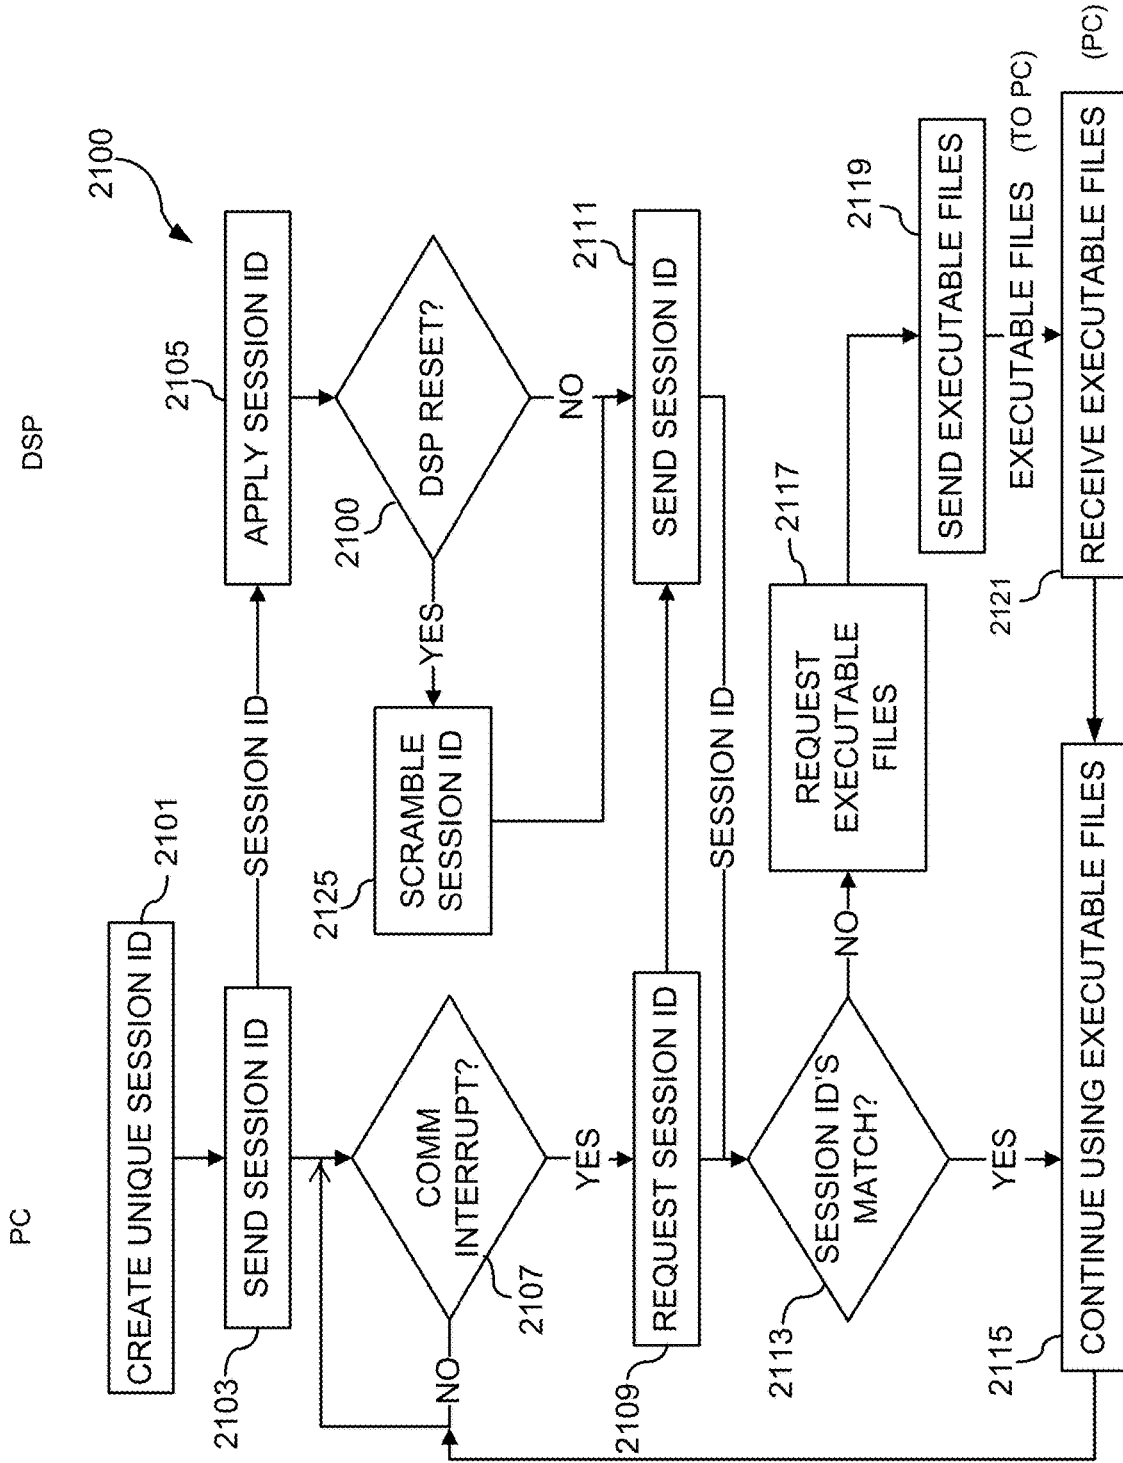 PC
DSP
2100
CREATE UNIQUE SESSION ID
2101
SEND SESSION ID
2103
SESSION ID
APPLY SESSION ID
2105
COMM
INTERRUPT?
2107
NO
YES
DSP RESET?
2100
YES
NO
SCRAMBLE
SESSION ID
2125
REQUEST SESSION ID
2109
SEND SESSION ID
2111
SESSION ID
SESSION ID'S
MATCH?
2113
NO
YES
REQUEST
EXECUTABLE
FILES
2117
SEND EXECUTABLE FILES
2119
EXECUTABLE FILES (TO PC)
CONTINUE USING EXECUTABLE FILES
2115
RECEIVE EXECUTABLE FILES
2121
(PC)